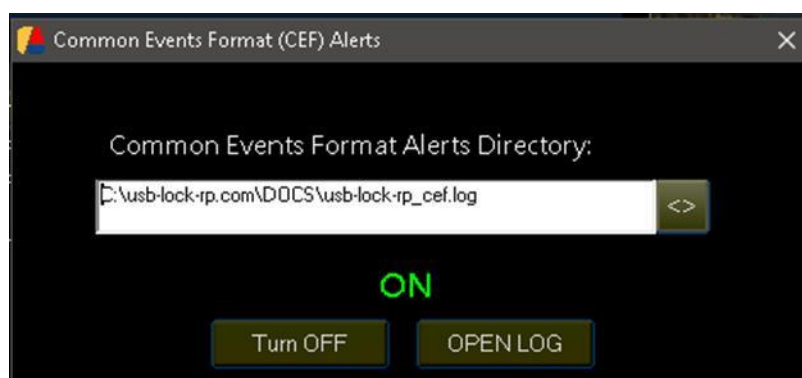 Common Events Format (CEF) Alerts
Common Events Format Alerts Directory:
C:\usb-lock-rp.com\DOCS\usb-lock-rp_cef.log
<>
ON
Turn OFF
OPEN LOG